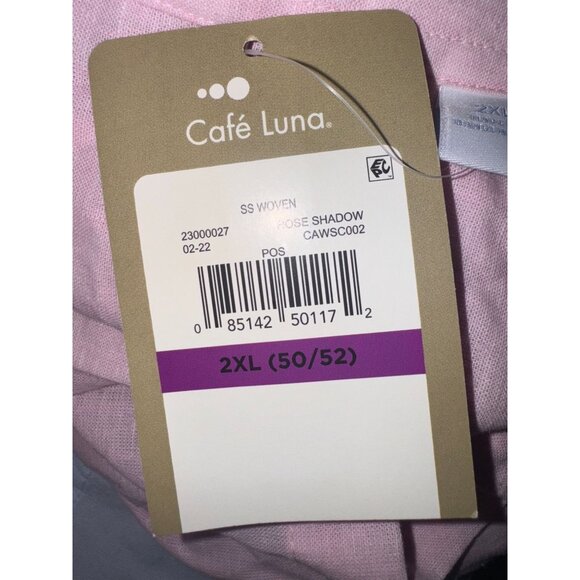 Café Luna®
SS WOVEN
23000027 ROSE SHADOW
02-22 CAWSC002
POS
0 85142 50117 2
2XL (50/52)
2XL